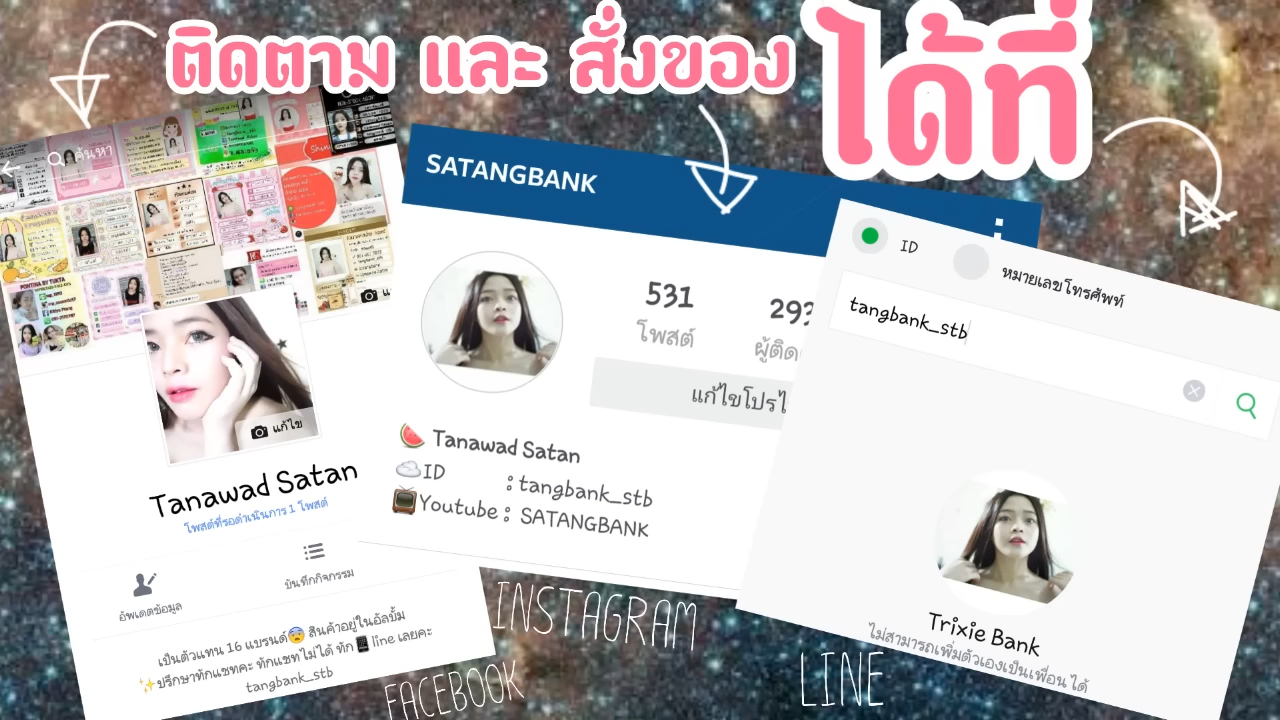 ติดตาม และ สั่งของ ได้ที่
ค้นหา
แก้ไข
Tanawad Satan
โพสต์ที่รอดำเนินการ 1 โพสต์
อัพเดตข้อมูล
บันทึกกิจกรรม
เป็นตัวแทน 16 แบรนด์😨 สินค้าอยู่ในอัลบั้ม
✨ปรึกษาทักแชทคะ ทักแชทไม่ได้ ทัก📱line เลยคะ
tangbank_stb
FACEBOOK
SATANGBANK
531
293
โพสต์
ผู้ติด
แก้ไขโปรไ
🍉 Tanawad Satan
☁️ID : tangbank_stb
📺Youtube : SATANGBANK
INSTAGRAM
ID
หมายเลขโทรศัพท์
tangbank_stb
Trixie Bank
ไม่สามารถเพิ่มตัวเองเป็นเพื่อน ได้
LINE